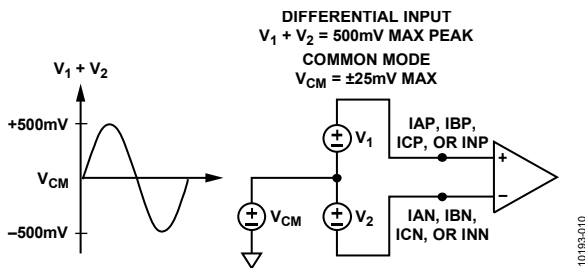 DIFFERENTIAL INPUT
V1 + V2 = 500mV MAX PEAK
COMMON MODE
VCM = ±25mV MAX
V1 + V2
+500mV
VCM
–500mV
V1
IAP, IBP,
ICP, OR INP
+
–
VCM
V2
IAN, IBN,
ICN, OR INN
10193-010